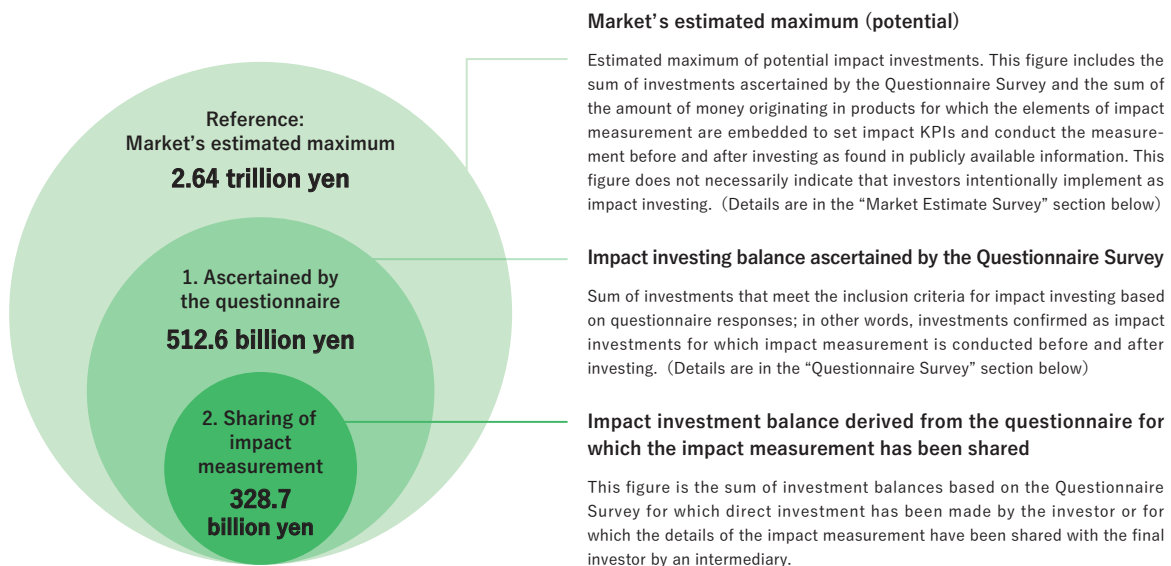 Reference:
Market's estimated maximum
2.64 trillion yen
1. Ascertained by
the questionnaire
512.6 billion yen
2. Sharing of
impact
measurement
328.7
billion yen
Market's estimated maximum (potential)
Estimated maximum of potential impact investments. This figure includes the
sum of investments ascertained by the Questionnaire Survey and the sum of
the amount of money originating in products for which the elements of impact
measurement are embedded to set impact KPIs and conduct the measure-
ment before and after investing as found in publicly available information. This
figure does not necessarily indicate that investors intentionally implement as
impact investing. (Details are in the “Market Estimate Survey” section below)
Impact investing balance ascertained by the Questionnaire Survey
Sum of investments that meet the inclusion criteria for impact investing based
on questionnaire responses; in other words, investments confirmed as impact
investments for which impact measurement is conducted before and after
investing. (Details are in the “Questionnaire Survey” section below)
Impact investment balance derived from the questionnaire for
which the impact measurement has been shared
This figure is the sum of investment balances based on the Questionnaire
Survey for which direct investment has been made by the investor or for
which the details of the impact measurement have been shared with the final
investor by an intermediary.